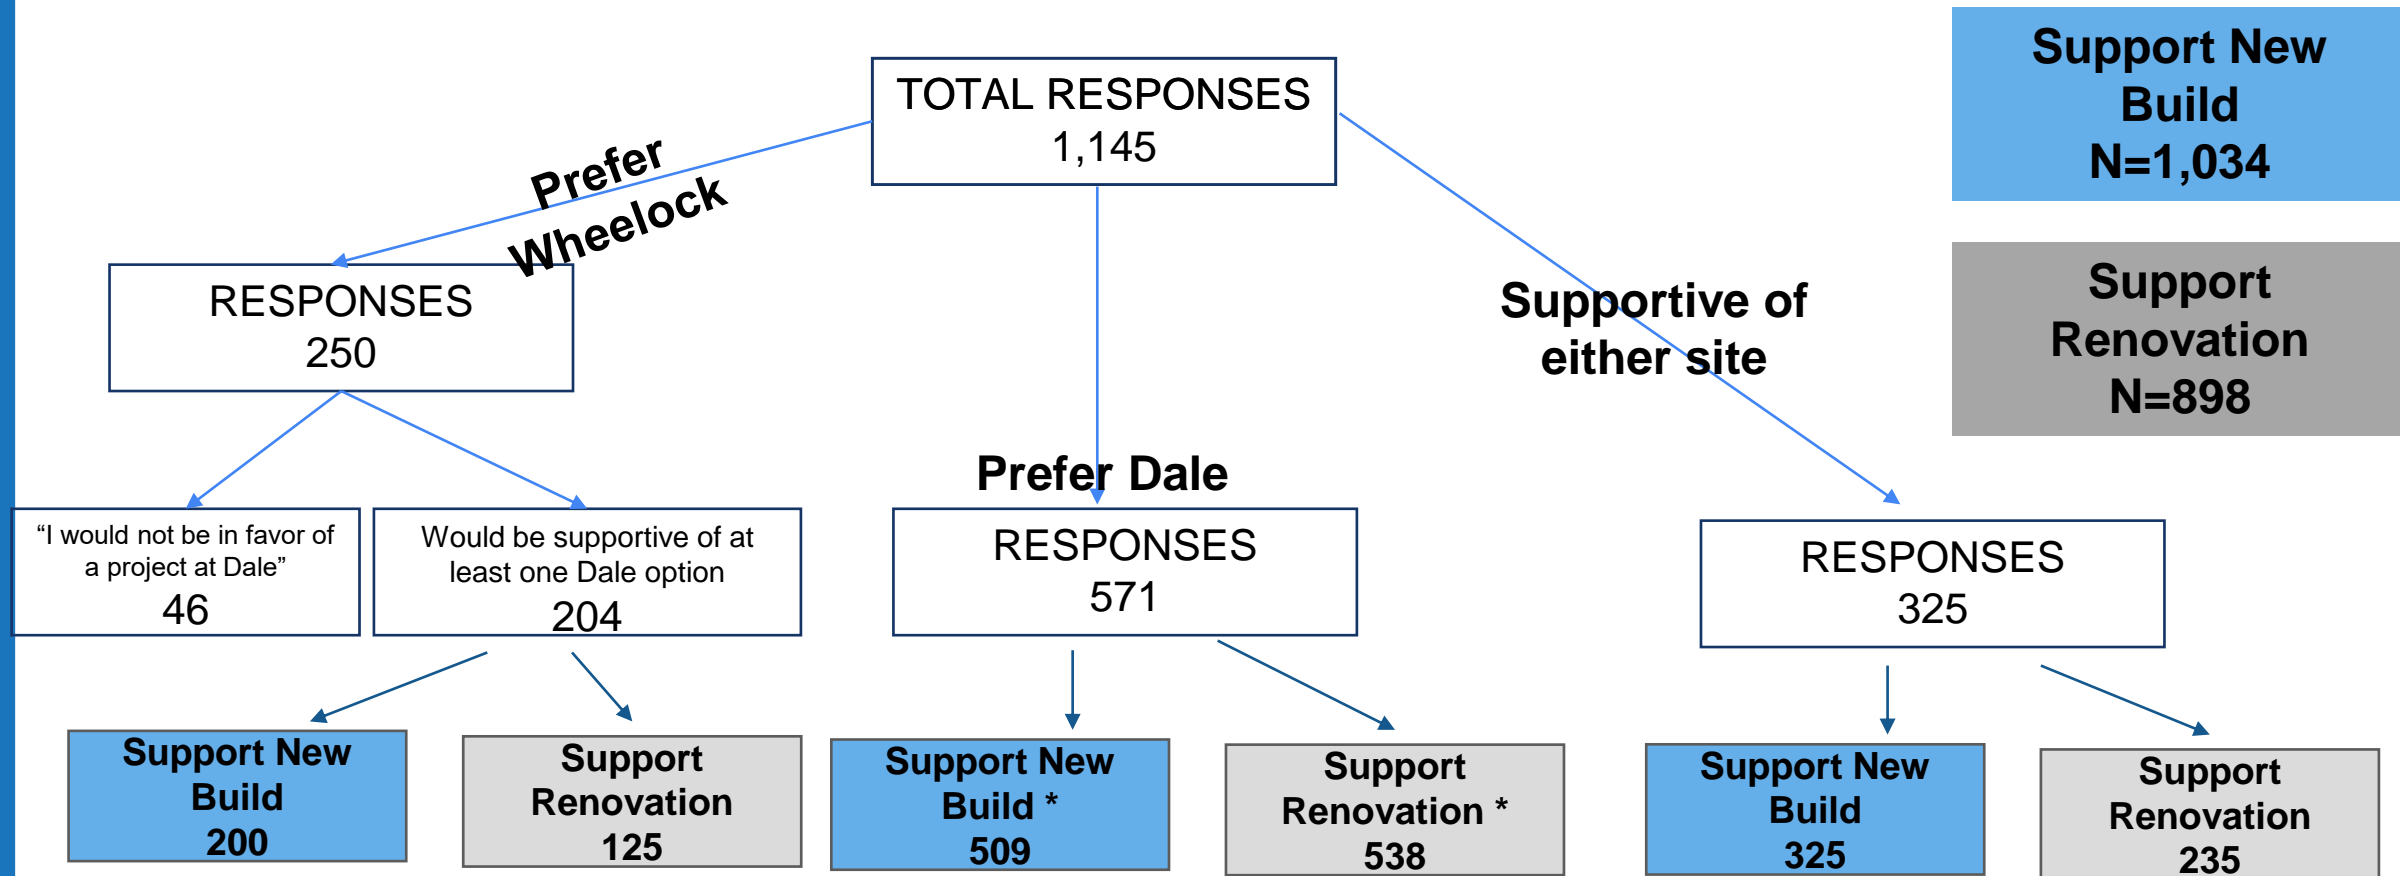 TOTAL RESPONSES
1,145
Support New
Build
N=1,034
Support
Renovation
N=898
Prefer
Wheelock
RESPONSES
250
Supportive of
either site
Prefer Dale
“I would not be in favor of
a project at Dale”
46
Would be supportive of at
least one Dale option
204
RESPONSES
571
RESPONSES
325
Support New
Build
200
Support
Renovation
125
Support New
Build *
509
Support
Renovation *
538
Support New
Build
325
Support
Renovation
235